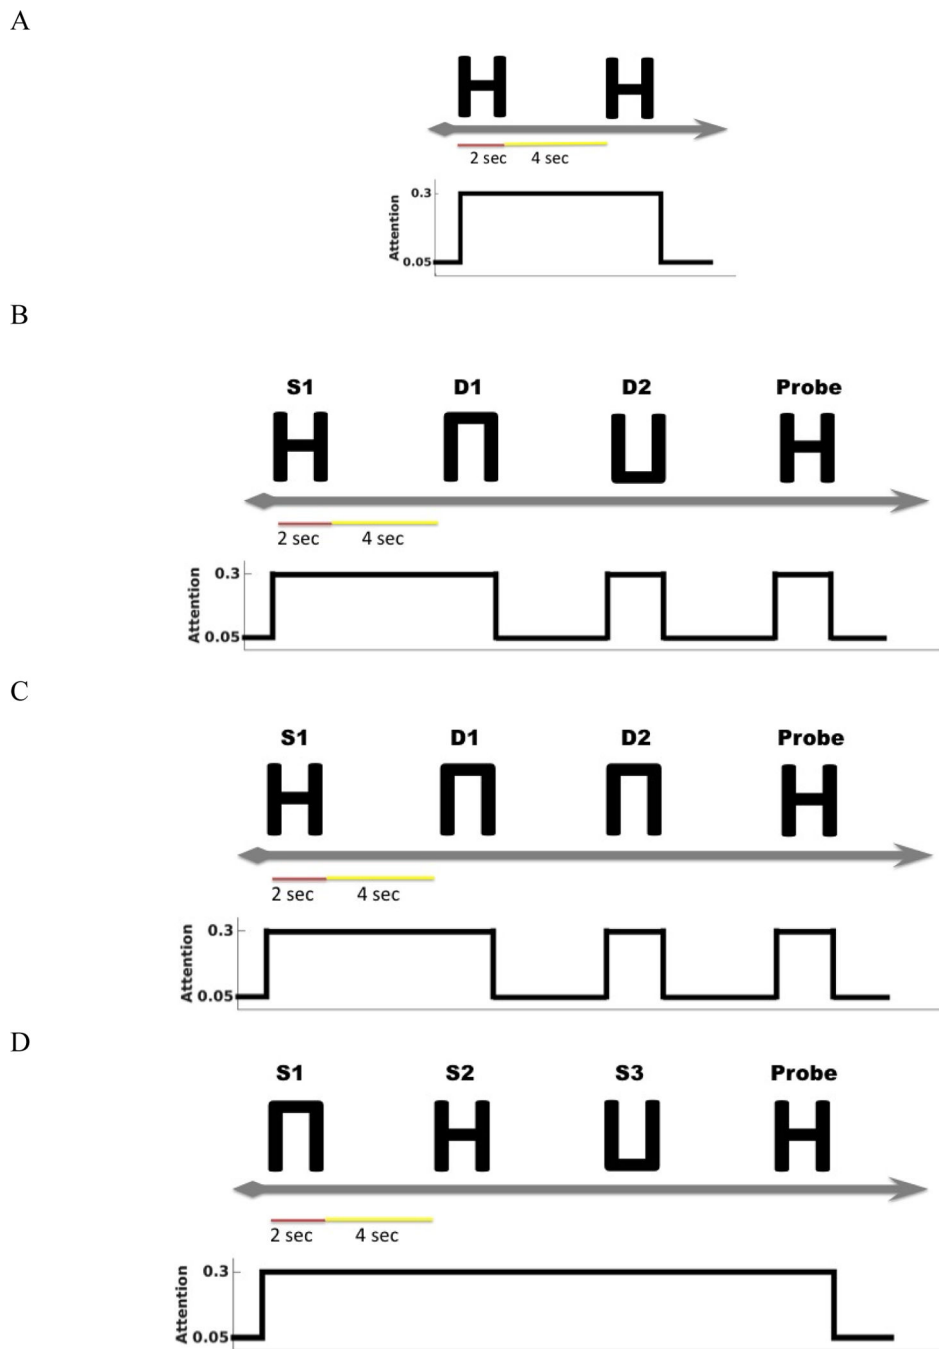 A
2 sec 4 sec
0.3
Attention
0.05
B
S1 D1 D2 Probe
2 sec 4 sec
0.3
Attention
0.05
C
S1 D1 D2 Probe
2 sec 4 sec
0.3
Attention
0.05
D
S1 S2 S3 Probe
2 sec 4 sec
0.3
Attention
0.05